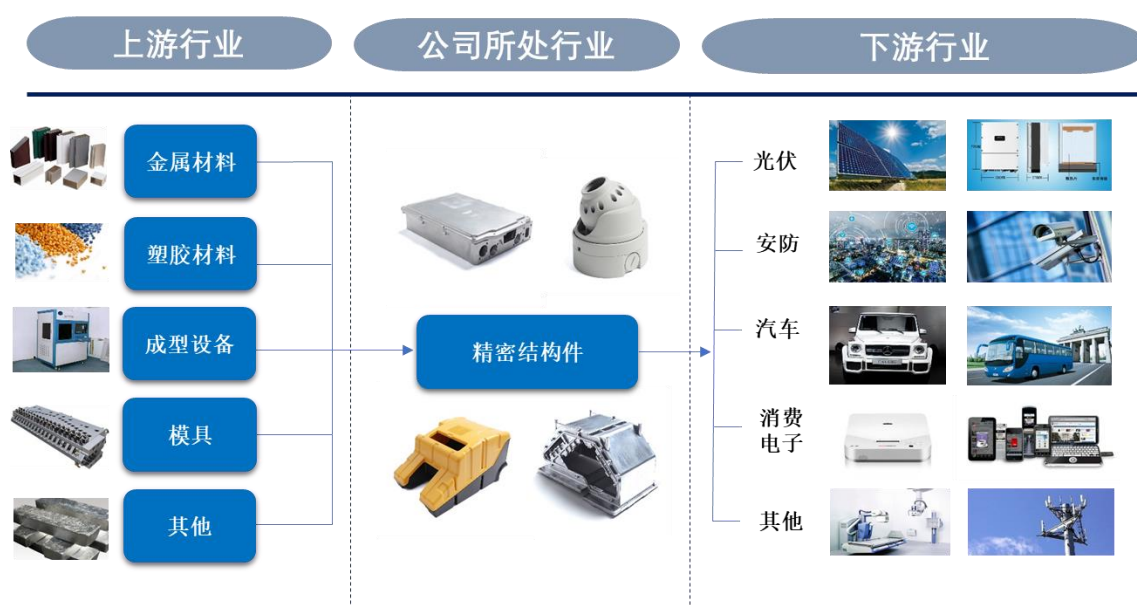 上游行业
公司所处行业
下游行业
金属材料
塑胶材料
成型设备
模具
其他
精密结构件
光伏
安防
汽车
消费
电子
其他